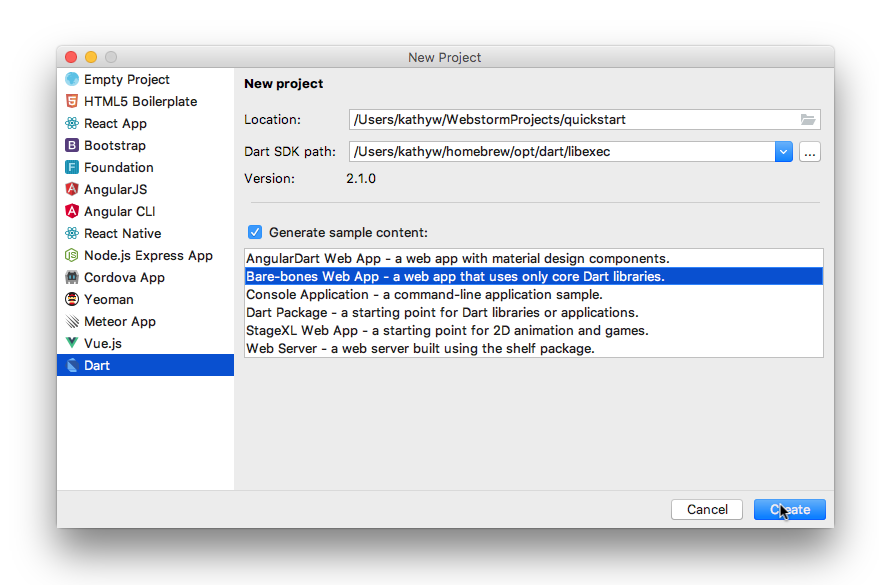 New Project
Empty Project
HTML5 Boilerplate
React App
Bootstrap
Foundation
AngularJS
Angular CLI
React Native
Node.js Express App
Cordova App
Yeoman
Meteor App
Vue.js
Dart
New project
Location: /Users/kathyw/WebstormProjects/quickstart
Dart SDK path: /Users/kathyw/homebrew/opt/dart/libexec ...
Version: 2.1.0
Generate sample content:
AngularDart Web App - a web app with material design components.
Bare-bones Web App - a web app that uses only core Dart libraries.
Console Application - a command-line application sample.
Dart Package - a starting point for Dart libraries or applications.
StageXL Web App - a starting point for 2D animation and games.
Web Server - a web server built using the shelf package.
Cancel Create